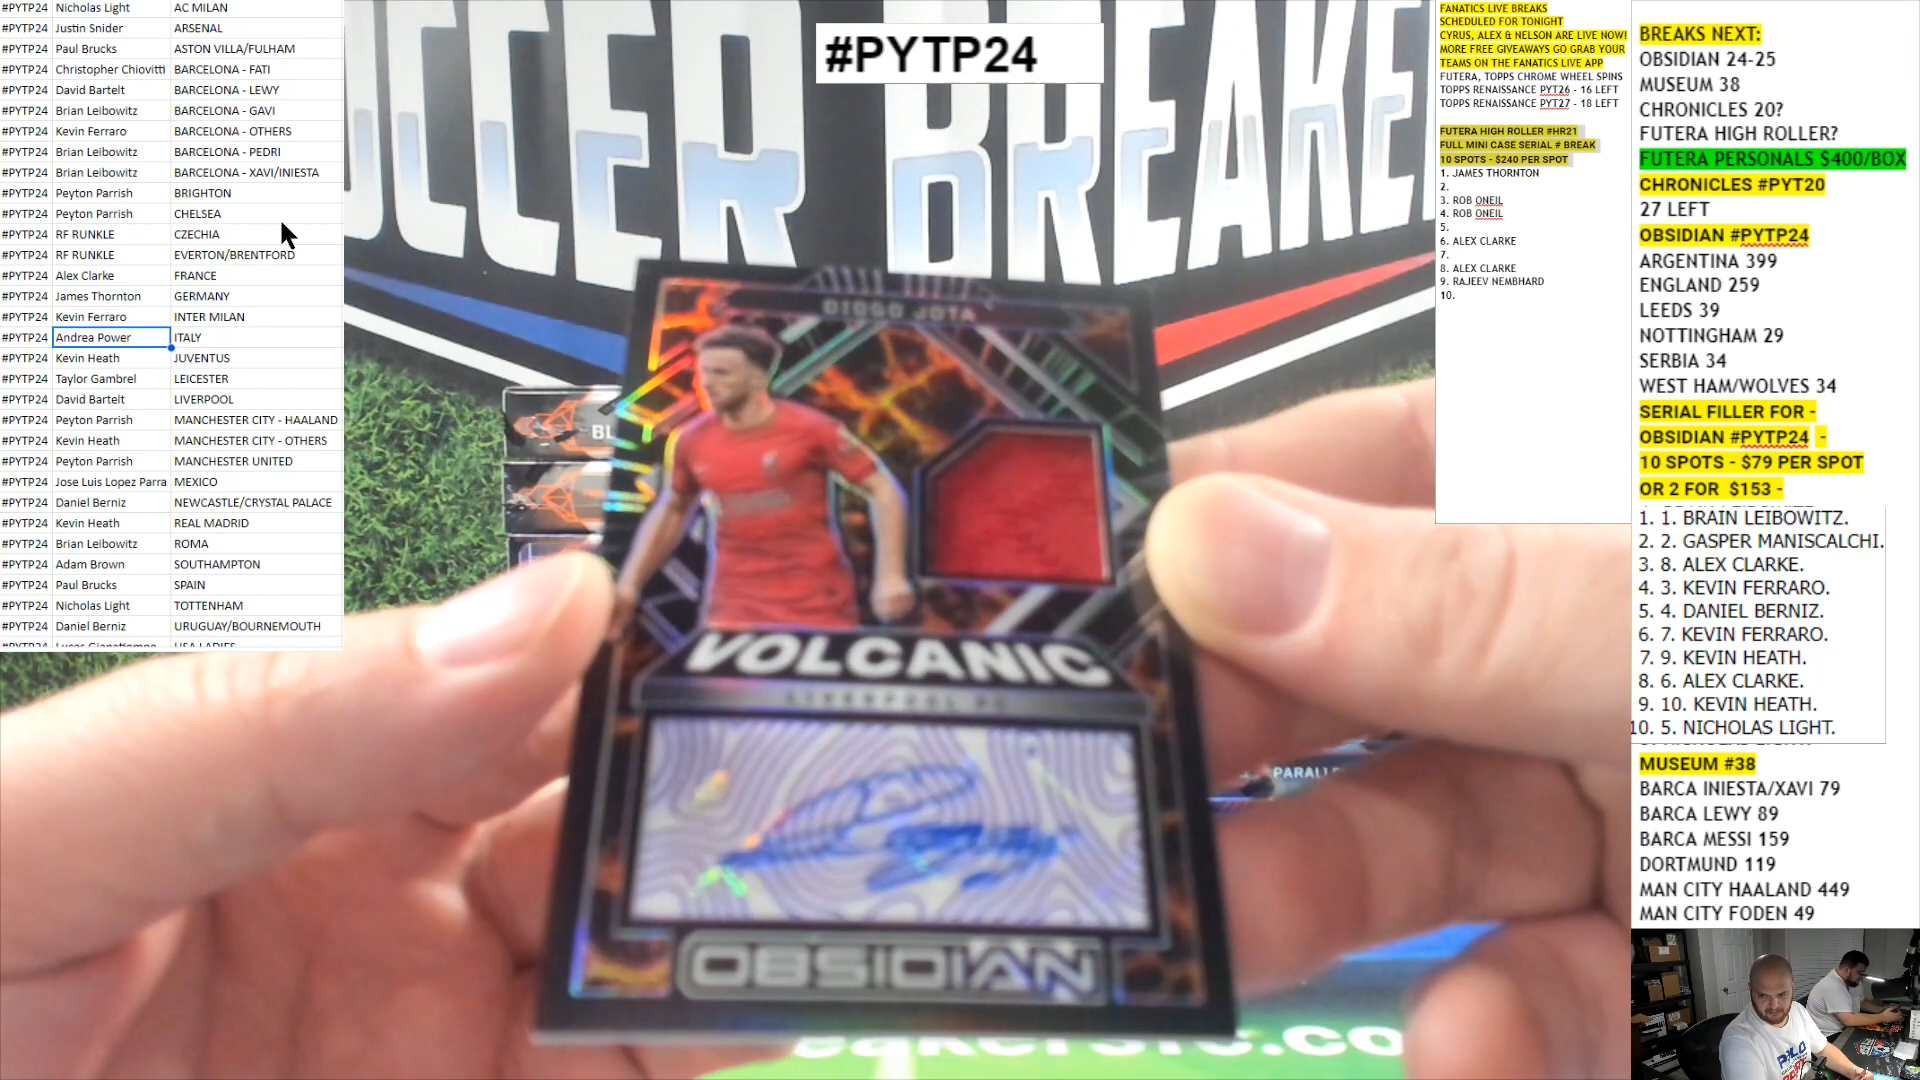 #PYTP24 Nicholas Light AC MILAN
#PYTP24 Justin Snider ARSENAL
#PYTP24 Paul Brucks ASTON VILLA/FULHAM
#PYTP24 Christopher Chiovitti BARCELONA - FATI
#PYTP24 David Bartelt BARCELONA - LEWY
#PYTP24 Brian Leibowitz BARCELONA - GAVI
#PYTP24 Kevin Ferraro BARCELONA - OTHERS
#PYTP24 Brian Leibowitz BARCELONA - PEDRI
#PYTP24 Brian Leibowitz BARCELONA - XAVI/INIESTA
#PYTP24 Peyton Parrish BRIGHTON
#PYTP24 Peyton Parrish CHELSEA
#PYTP24 RF RUNKLE CZECHIA
#PYTP24 RF RUNKLE EVERTON/BRENTFORD
#PYTP24 Alex Clarke FRANCE
#PYTP24 James Thornton GERMANY
#PYTP24 Kevin Ferraro INTER MILAN
#PYTP24 Andrea Power ITALY
#PYTP24 Kevin Heath JUVENTUS
#PYTP24 Taylor Gambrel LEICESTER
#PYTP24 David Bartelt LIVERPOOL
#PYTP24 Peyton Parrish MANCHESTER CITY - HAALAND
#PYTP24 Kevin Heath MANCHESTER CITY - OTHERS
#PYTP24 Peyton Parrish MANCHESTER UNITED
#PYTP24 Jose Luis Lopez Parra MEXICO
#PYTP24 Daniel Berniz NEWCASTLE/CRYSTAL PALACE
#PYTP24 Kevin Heath REAL MADRID
#PYTP24 Brian Leibowitz ROMA
#PYTP24 Adam Brown SOUTHAMPTON
#PYTP24 Paul Brucks SPAIN
#PYTP24 Nicholas Light TOTTENHAM
#PYTP24 Daniel Berniz URUGUAY/BOURNEMOUTH
#PYTP24
SOCCER BREAKE
#PYTP24
DIOGO JOTA
BL
VOLCANIC
LIVERPOOL FC
OBSIDIAN
PARALL
FANATICS LIVE BREAKS
SCHEDULED FOR TONIGHT
CYRUS, ALEX & NELSON ARE LIVE NOW!
MORE FREE GIVEAWAYS GO GRAB YOUR
TEAMS ON THE FANATICS LIVE APP
FUTERA, TOPPS CHROME WHEEL SPINS
TOPPS RENAISSANCE PYT26 - 16 LEFT
TOPPS RENAISSANCE PYT27 - 18 LEFT
FUTERA HIGH ROLLER #HR21
FULL MINI CASE SERIAL # BREAK
10 SPOTS - $240 PER SPOT
1. JAMES THORNTON
2.
3. ROB ONEIL
4. ROB ONEIL
5.
6. ALEX CLARKE
7.
8. ALEX CLARKE
9. RAJEEV NEMBHARD
10.
BREAKS NEXT:
OBSIDIAN 24-25
MUSEUM 38
CHRONICLES 20?
FUTERA HIGH ROLLER?
FUTERA PERSONALS $400/BOX
CHRONICLES #PYT20
27 LEFT
OBSIDIAN #PYTP24
ARGENTINA 399
ENGLAND 259
LEEDS 39
NOTTINGHAM 29
SERBIA 34
WEST HAM/WOLVES 34
SERIAL FILLER FOR -
OBSIDIAN #PYTP24 -
10 SPOTS - $79 PER SPOT
OR 2 FOR $153 -
1. 1. BRAIN LEIBOWITZ.
2. 2. GASPER MANISCALCHI.
3. 8. ALEX CLARKE.
4. 3. KEVIN FERRARO.
5. 4. DANIEL BERNIZ.
6. 7. KEVIN FERRARO.
7. 9. KEVIN HEATH.
8. 6. ALEX CLARKE.
9. 10. KEVIN HEATH.
10. 5. NICHOLAS LIGHT.
MUSEUM #38
BARCA INIESTA/XAVI 79
BARCA LEWY 89
BARCA MESSI 159
DORTMUND 119
MAN CITY HAALAND 449
MAN CITY FODEN 49